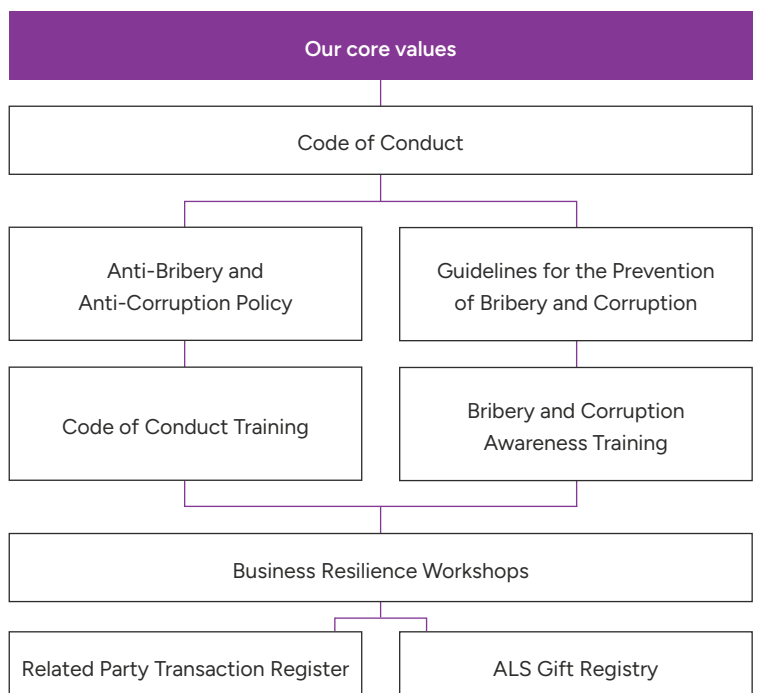 Our core values
Code of Conduct
Anti-Bribery and
Anti-Corruption Policy
Guidelines for the Prevention
of Bribery and Corruption
Code of Conduct Training
Bribery and Corruption
Awareness Training
Business Resilience Workshops
Related Party Transaction Register
ALS Gift Registry